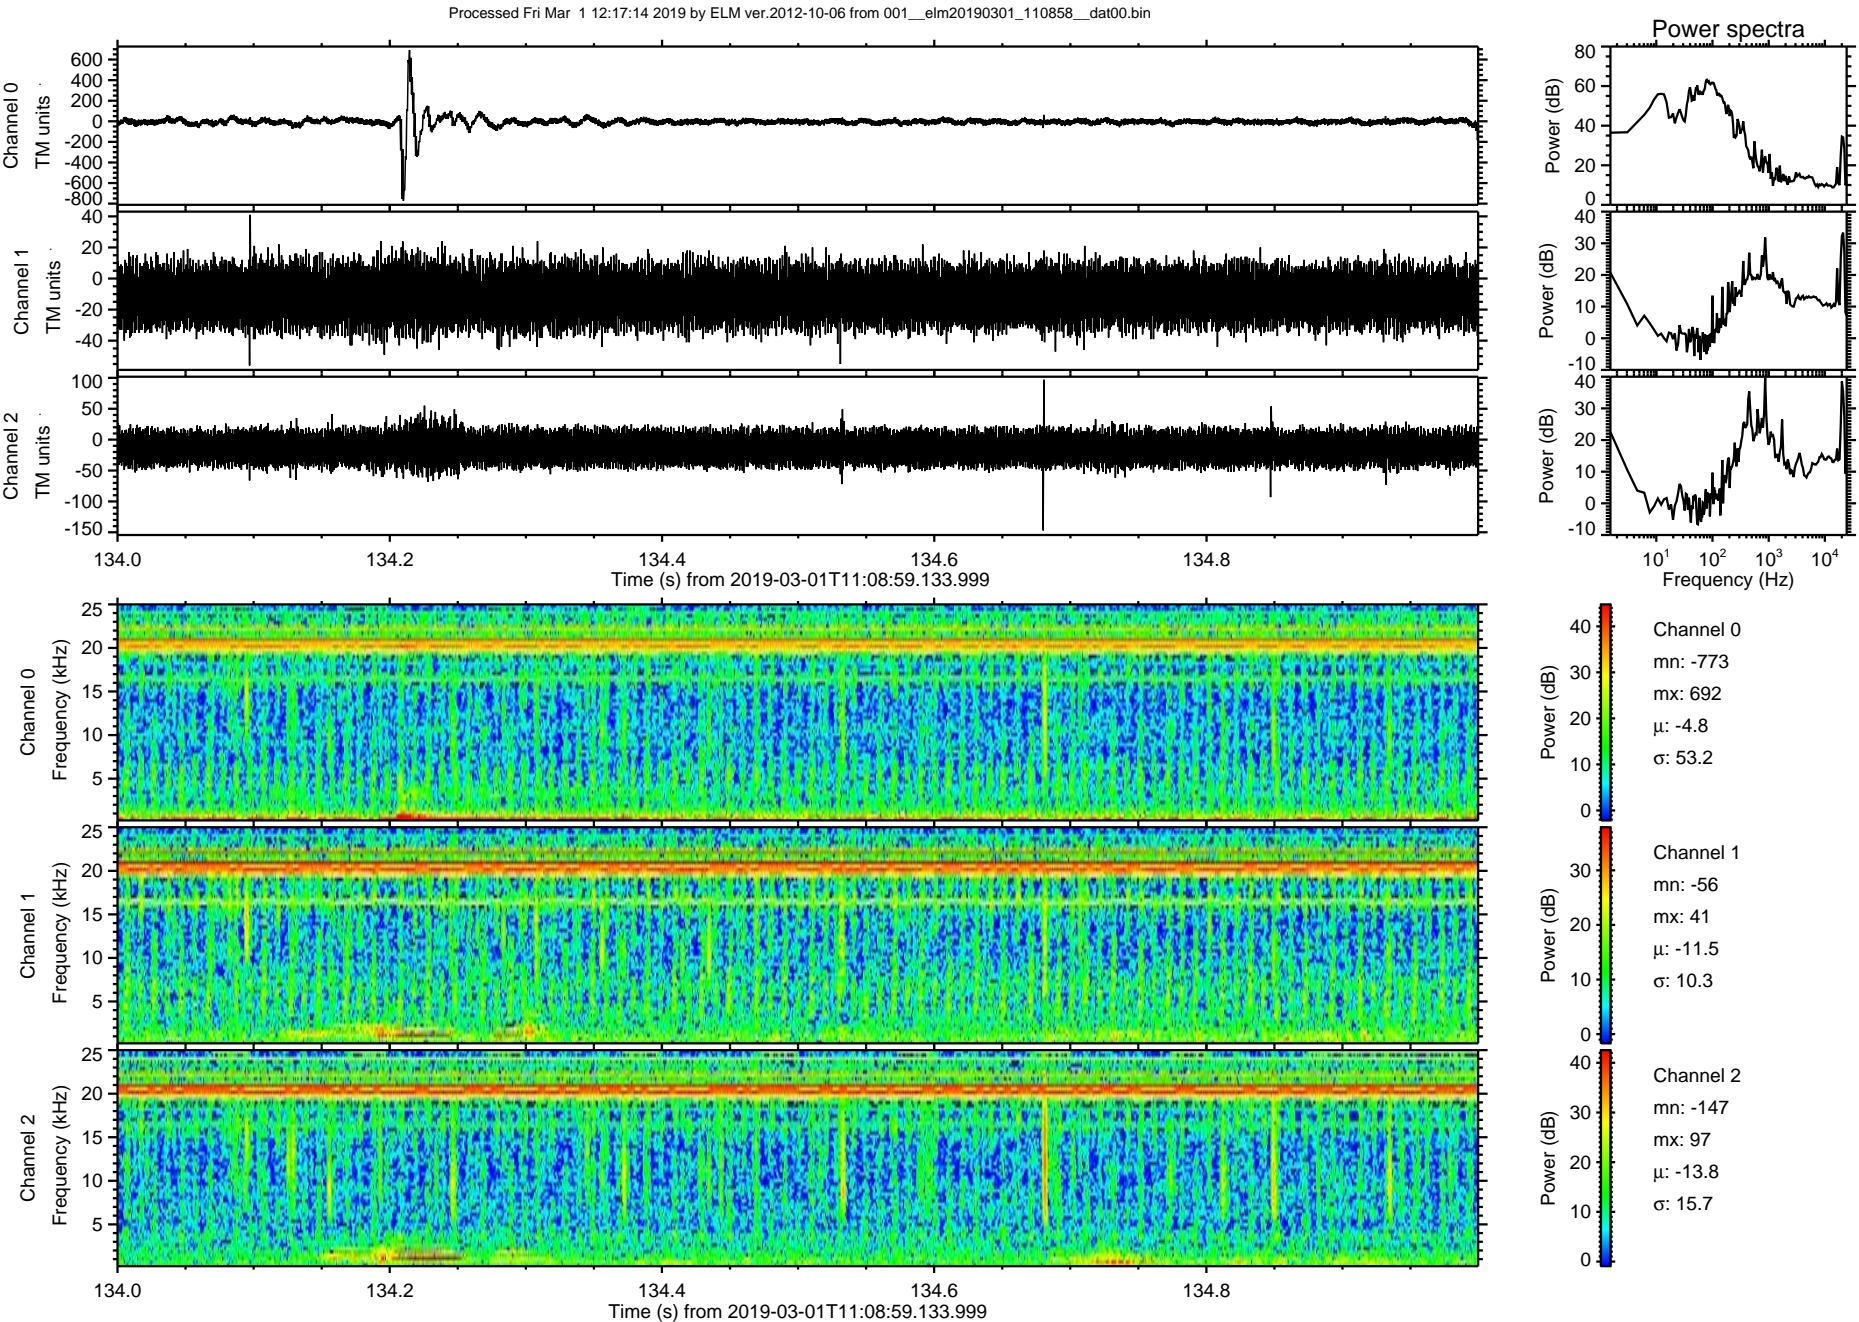 Processed Fri Mar  1 12:17:14 2019 by ELM ver.2012-10-06 from 001__elm20190301_110858__dat00.bin
Power spectra
Channel 0
TM units
600
400
200
0
-200
-400
-600
-800
Power (dB)
80
60
40
20
0
Channel 1
TM units
40
20
0
-20
-40
Power (dB)
40
30
20
10
0
-10
Channel 2
TM units
100
50
0
-50
-100
-150
Power (dB)
40
30
20
10
0
-10
134.0 134.2 134.4 134.6 134.8
Time (s) from 2019-03-01T11:08:59.133.999
10^1 10^2 10^3 10^4
Frequency (Hz)
Channel 0
Frequency (kHz)
25
20
15
10
5
Power (dB)
40
30
20
10
0
Channel 0
mn: -773
mx: 692
μ: -4.8
σ: 53.2
Channel 1
Frequency (kHz)
25
20
15
10
5
Power (dB)
30
20
10
0
Channel 1
mn: -56
mx: 41
μ: -11.5
σ: 10.3
Channel 2
Frequency (kHz)
25
20
15
10
5
Power (dB)
40
30
20
10
0
Channel 2
mn: -147
mx: 97
μ: -13.8
σ: 15.7
134.0 134.2 134.4 134.6 134.8
Time (s) from 2019-03-01T11:08:59.133.999